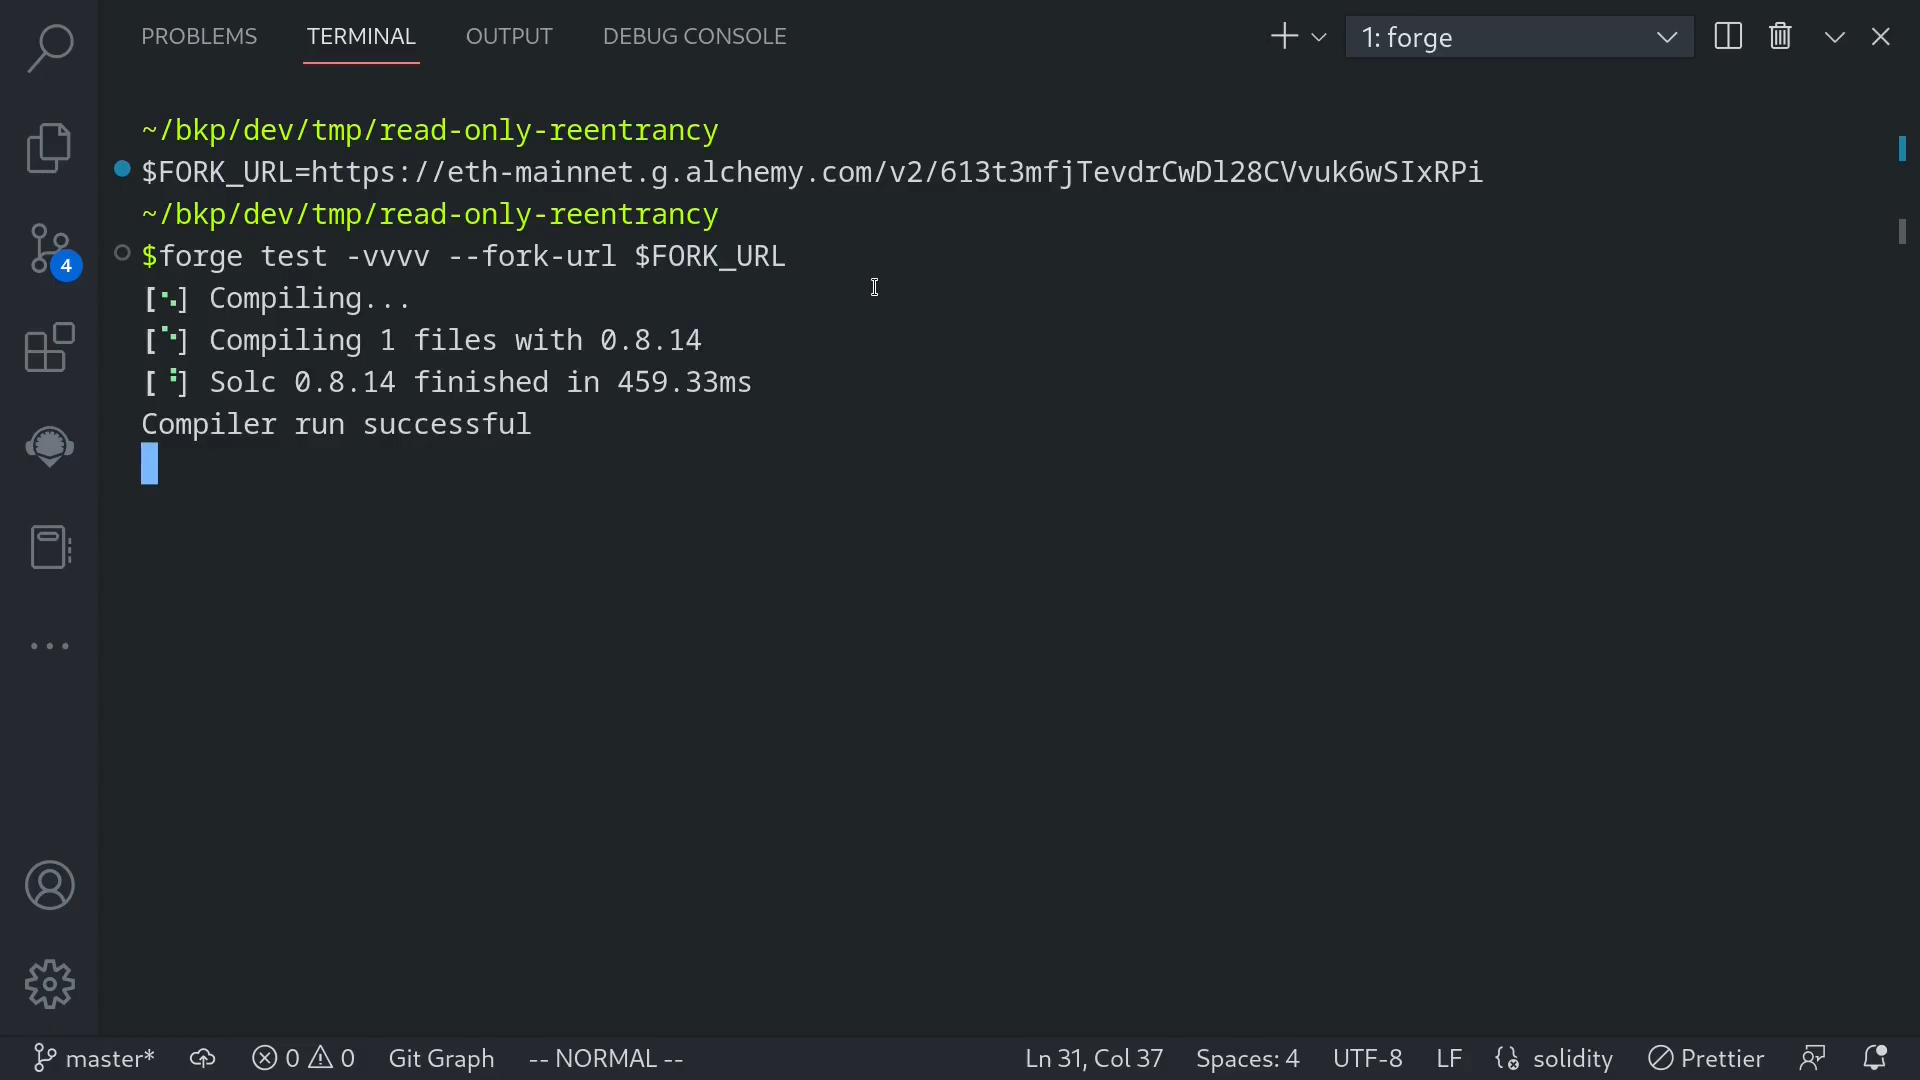 PROBLEMS TERMINAL OUTPUT DEBUG CONSOLE 1: forge
~/bkp/dev/tmp/read-only-reentrancy
$FORK_URL=https://eth-mainnet.g.alchemy.com/v2/613t3mfjTevdrCwDl28CVvuk6wSIxRPi
~/bkp/dev/tmp/read-only-reentrancy
$forge test -vvvv --fork-url $FORK_URL
[⠢] Compiling...
[⠑] Compiling 1 files with 0.8.14
[⠘] Solc 0.8.14 finished in 459.33ms
Compiler run successful
4
master* 0 0 Git Graph -- NORMAL -- Ln 31, Col 37 Spaces: 4 UTF-8 LF solidity Prettier